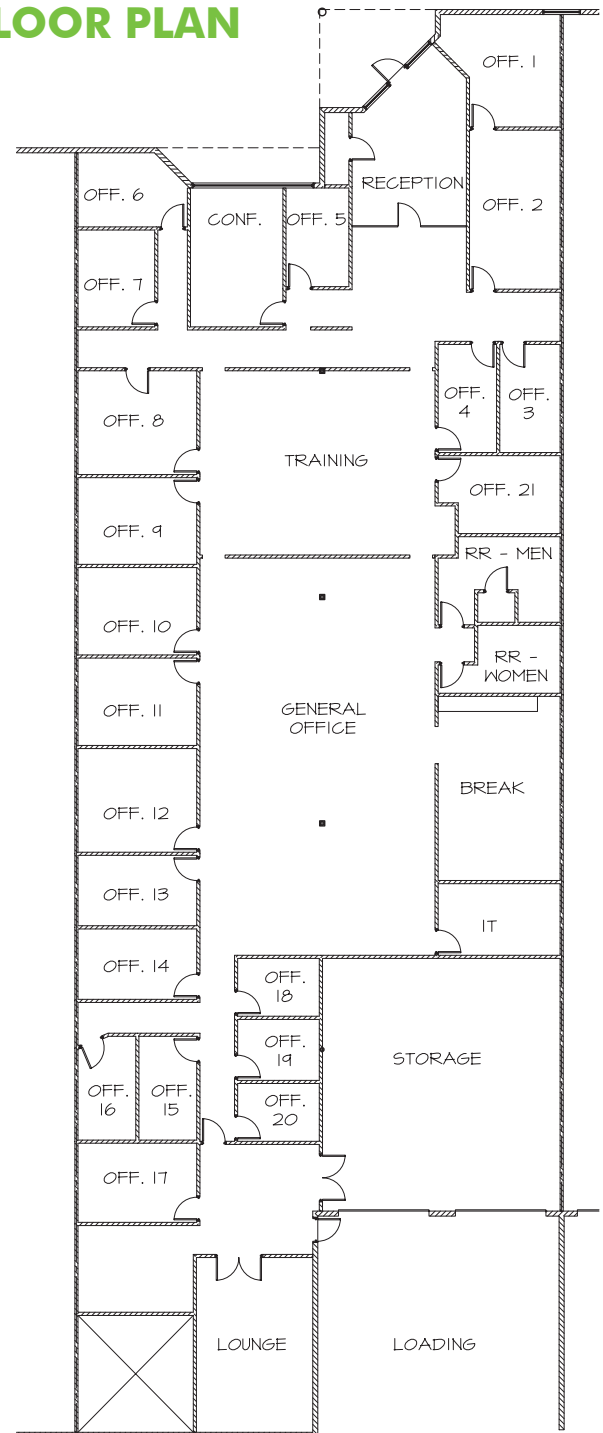 LOOR PLAN
OFF. 1
RECEPTION
OFF. 6
OFF. 2
CONF.
OFF. 5
OFF. 7
OFF.
4
OFF.
3
OFF. 8
TRAINING
OFF. 21
OFF. 9
RR - MEN
OFF. 10
RR -
WOMEN
OFF. 11
GENERAL
OFFICE
BREAK
OFF. 12
OFF. 13
IT
OFF. 14
OFF.
18
OFF.
19
STORAGE
OFF.
16
OFF.
15
OFF.
20
OFF. 17
LOUNGE
LOADING